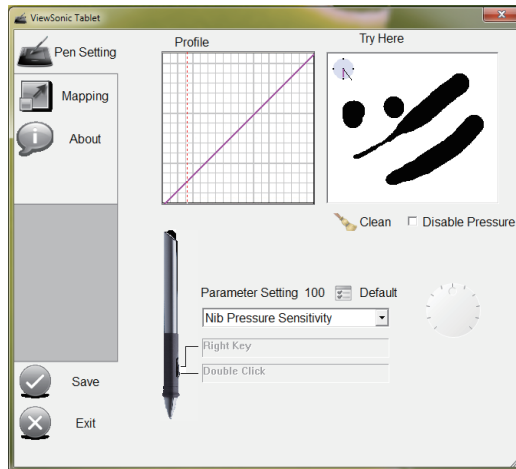 ViewSonic Tablet
Pen Setting
Mapping
About
Save
Exit
Profile
Try Here
Clean
Disable Pressure
Parameter Setting 100 Default
Nib Pressure Sensitivity
Right Key
Double Click